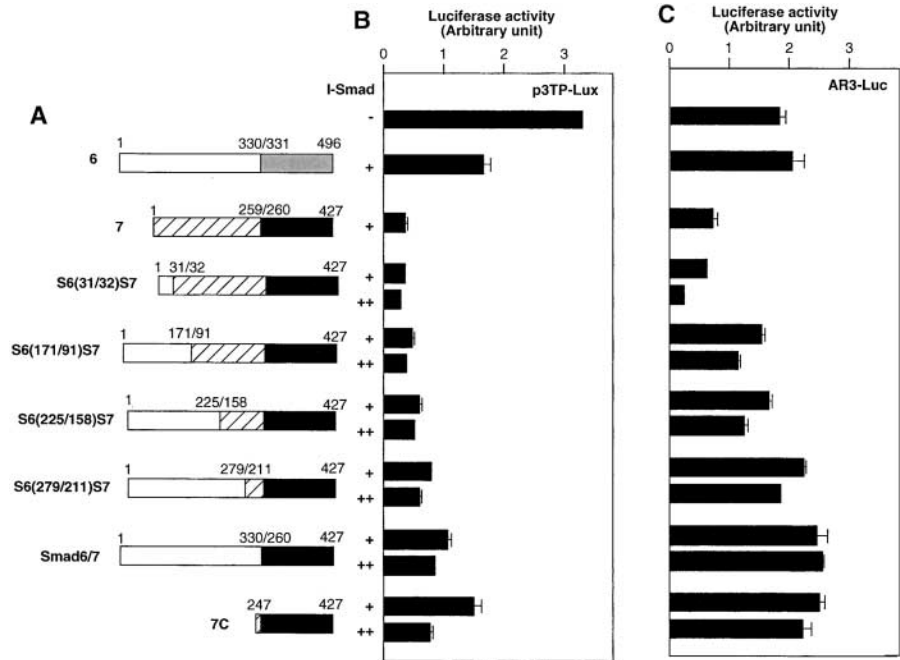 B
Luciferase activity
(Arbitrary unit)
0 1 2 3
C
Luciferase activity
(Arbitrary unit)
0 1 2 3
I-Smad
p3TP-Lux
AR3-Luc
A
-
1 330/331 496
6
+
1 259/260 427
7
+
1 31/32 427
S6(31/32)S7
+
++
1 171/91 427
S6(171/91)S7
+
++
1 225/158 427
S6(225/158)S7
+
++
1 279/211 427
S6(279/211)S7
+
++
1 330/260 427
Smad6/7
+
++
247 427
7C
+
++